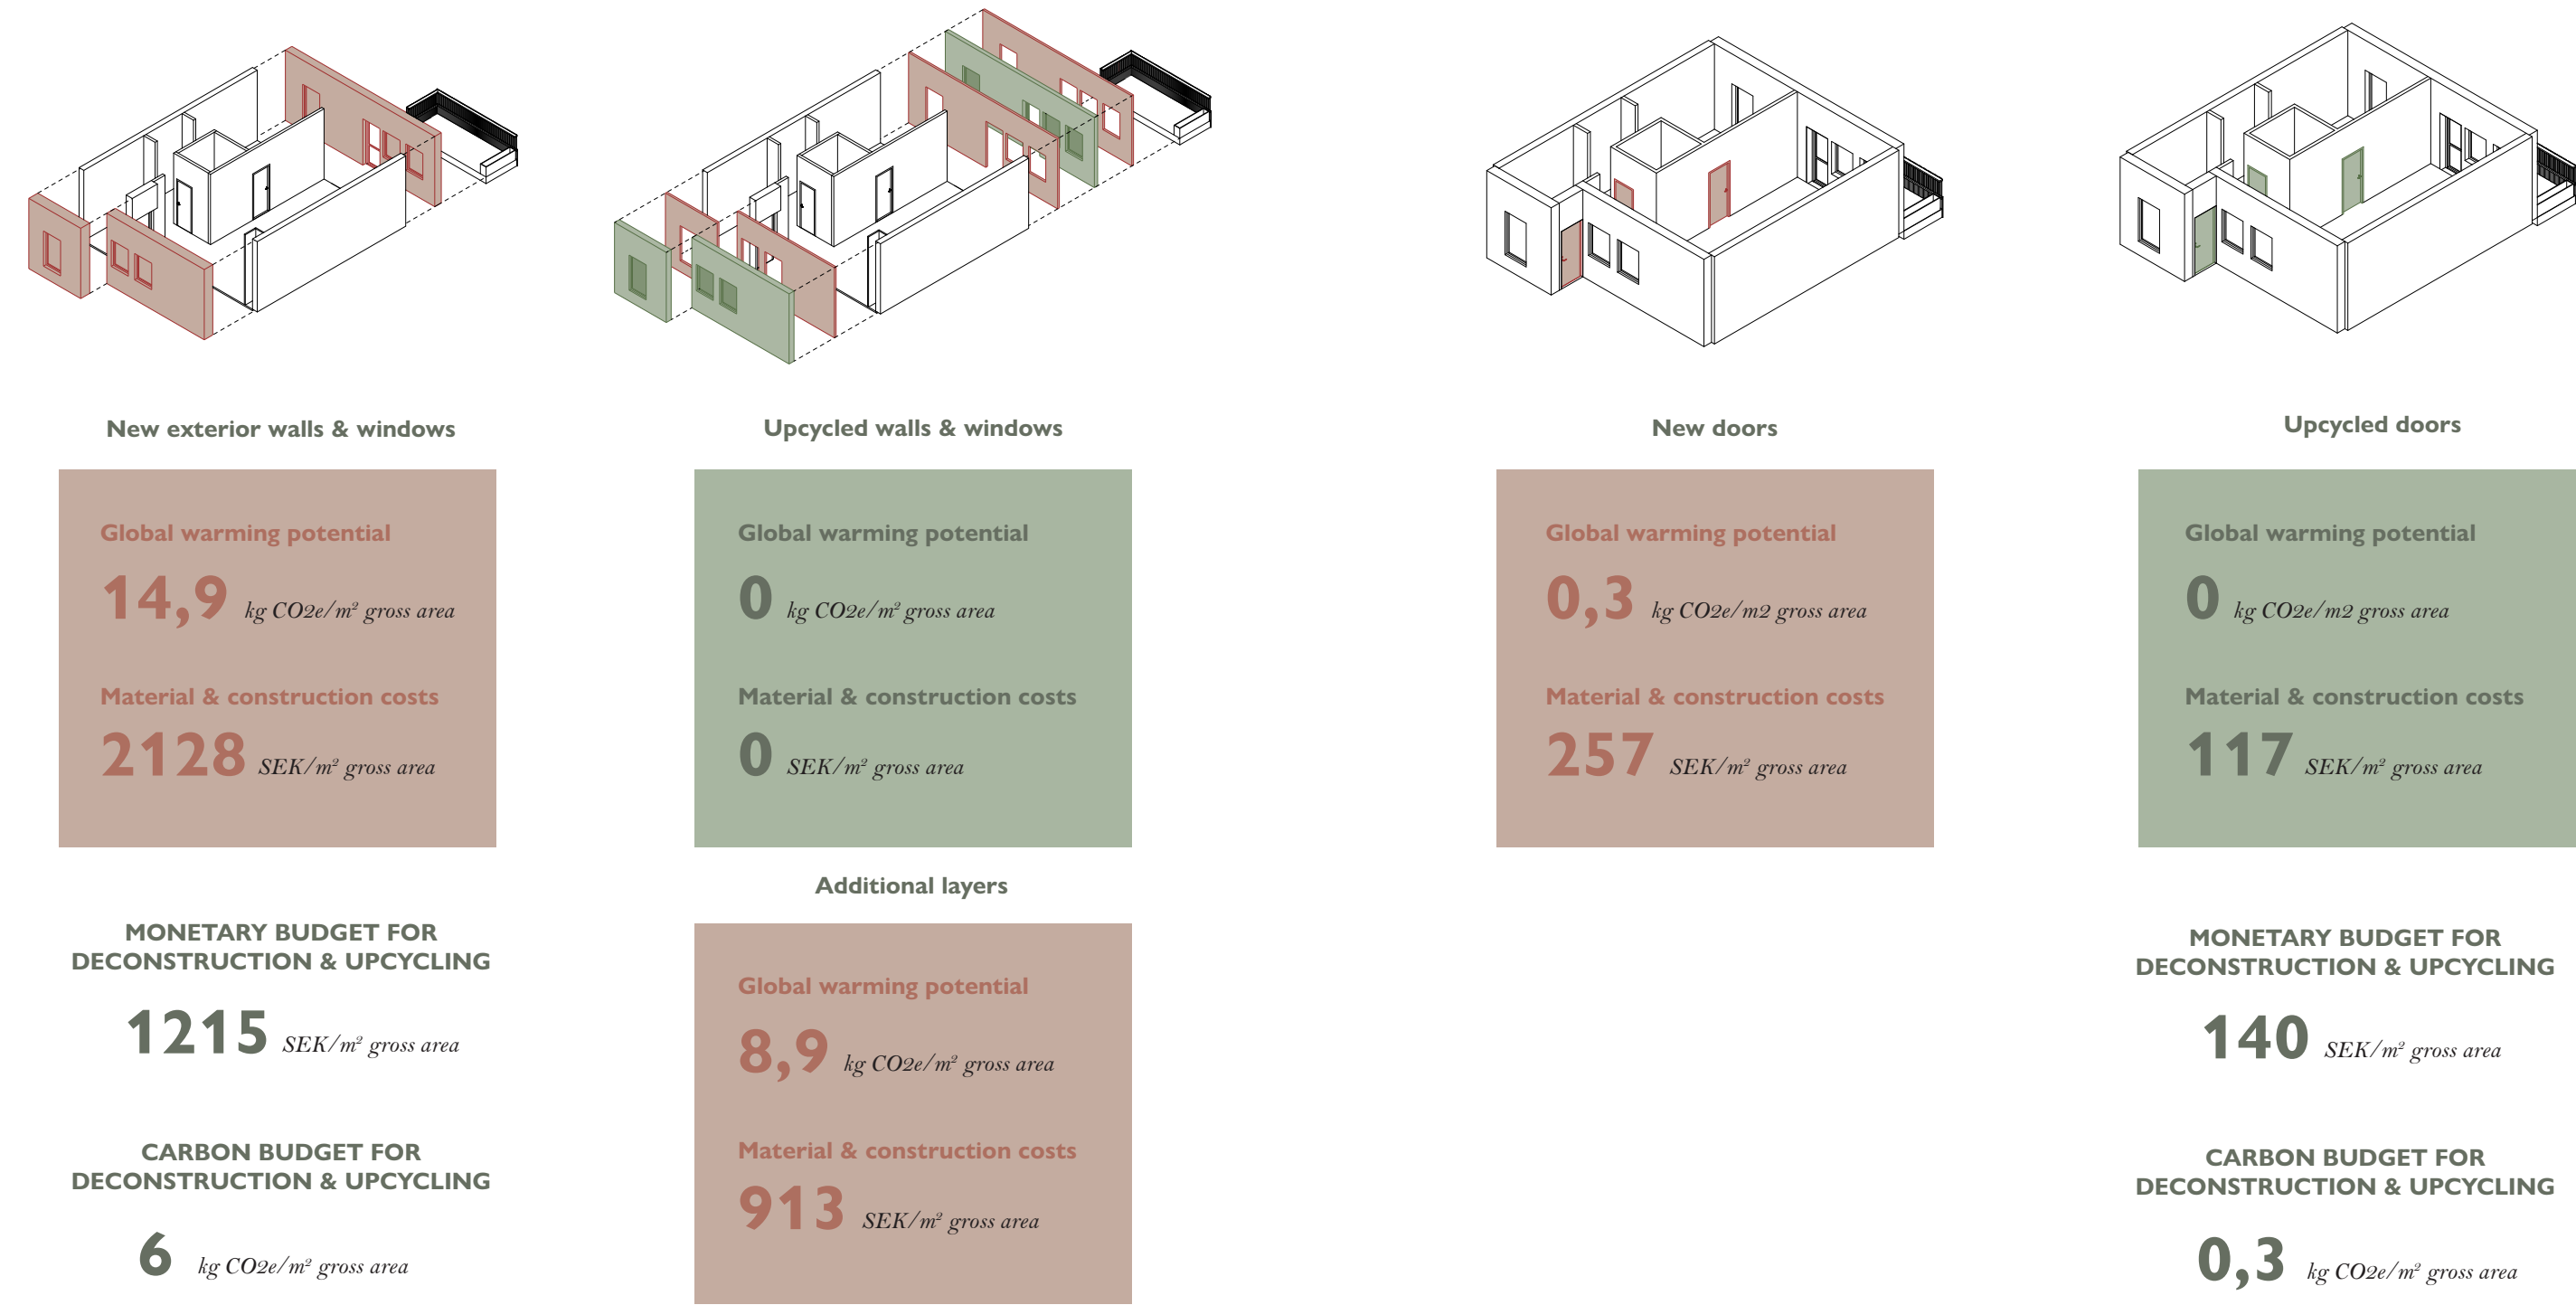 New exterior walls & windows
Global warming potential
14,9 kg CO2e/m² gross area
Material & construction costs
2128 SEK/m² gross area
MONETARY BUDGET FOR
DECONSTRUCTION & UPCYCLING
1215 SEK/m² gross area
CARBON BUDGET FOR
DECONSTRUCTION & UPCYCLING
6 kg CO2e/m² gross area
Upcycled walls & windows
Global warming potential
0 kg CO2e/m² gross area
Material & construction costs
0 SEK/m² gross area
Additional layers
Global warming potential
8,9 kg CO2e/m² gross area
Material & construction costs
913 SEK/m² gross area
New doors
Global warming potential
0,3 kg CO2e/m2 gross area
Material & construction costs
257 SEK/m² gross area
Upcycled doors
Global warming potential
0 kg CO2e/m2 gross area
Material & construction costs
117 SEK/m² gross area
MONETARY BUDGET FOR
DECONSTRUCTION & UPCYCLING
140 SEK/m² gross area
CARBON BUDGET FOR
DECONSTRUCTION & UPCYCLING
0,3 kg CO2e/m² gross area